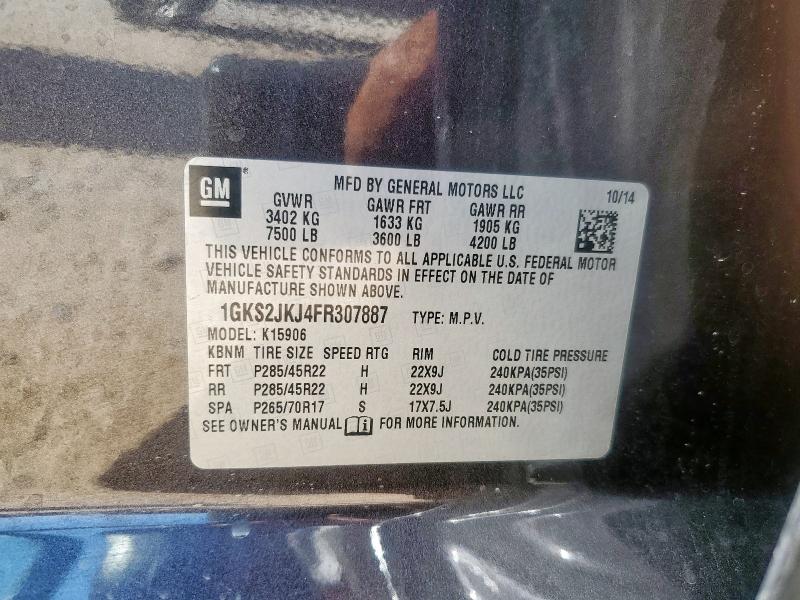 GM
MFD BY GENERAL MOTORS LLC
10/14
GVWR GAWR FRT GAWR RR
3402 KG 1633 KG 1905 KG
7500 LB 3600 LB 4200 LB
THIS VEHICLE CONFORMS TO ALL APPLICABLE U.S. FEDERAL MOTOR
VEHICLE SAFETY STANDARDS IN EFFECT ON THE DATE OF
MANUFACTURE SHOWN ABOVE.
1GKS2JKJ4FR307887 TYPE: M.P.V.
MODEL: K15906
KBNM TIRE SIZE SPEED RTG RIM COLD TIRE PRESSURE
FRT P285/45R22 H 22X9J 240KPA(35PSI)
RR P285/45R22 H 22X9J 240KPA(35PSI)
SPA P265/70R17 S 17X7.5J 240KPA(35PSI)
SEE OWNER'S MANUAL FOR MORE INFORMATION.